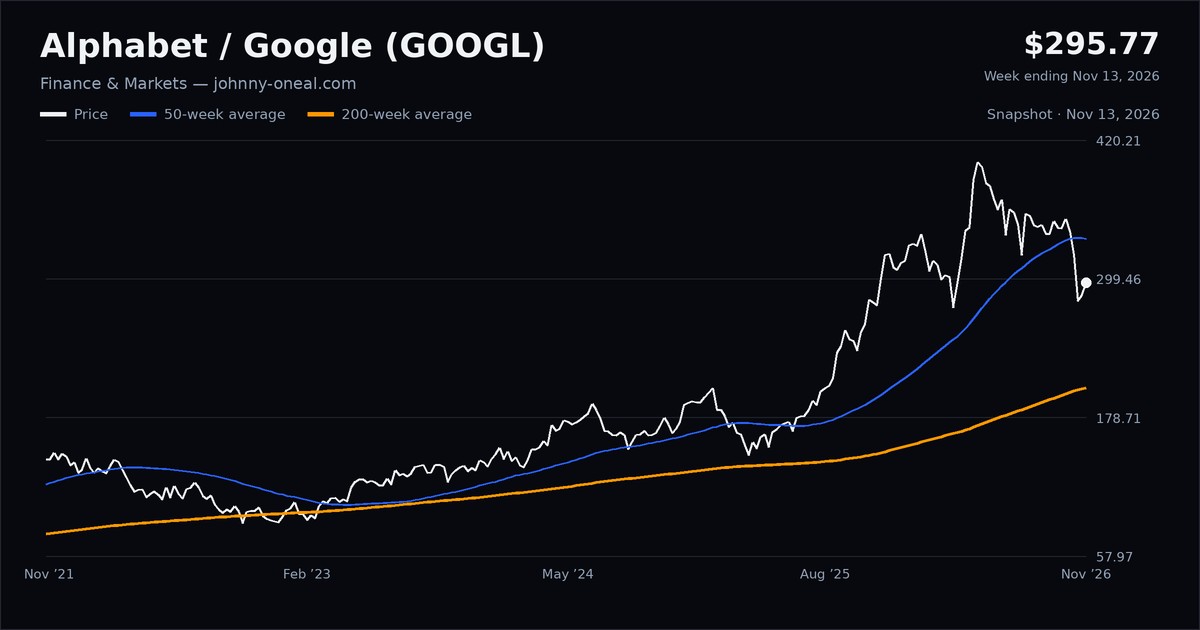 Alphabet / Google (GOOGL)
$295.77
Finance & Markets — johnny-oneal.com
Week ending Nov 13, 2026
Price
50-week average
200-week average
Snapshot · Nov 13, 2026
420.21
299.46
178.71
57.97
Nov ’21
Feb ’23
May ’24
Aug ’25
Nov ’26